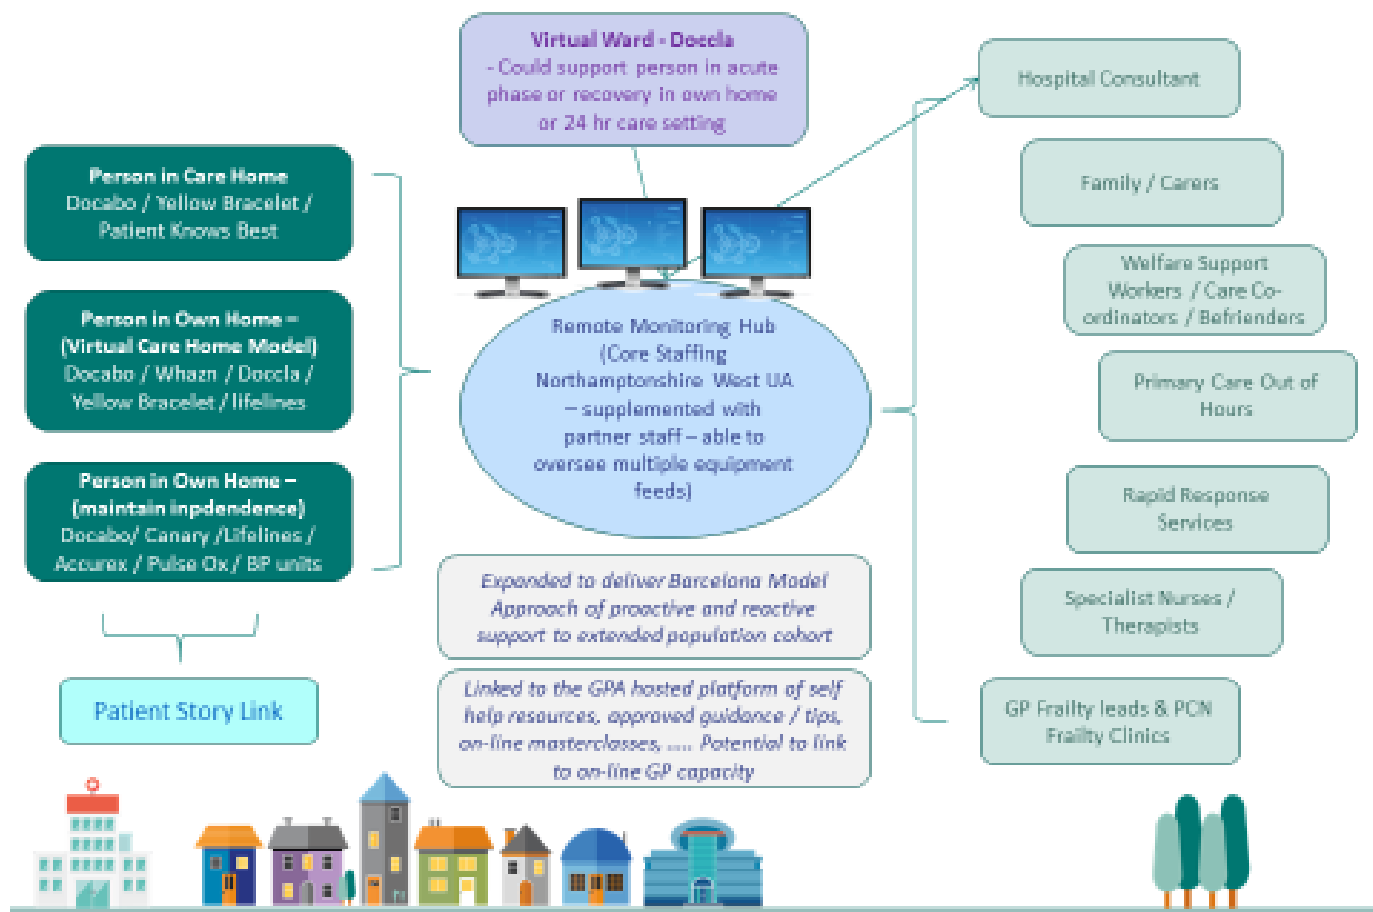 Virtual Ward - Doccla
- Could support person in acute
phase or recovery in own home
or 24 hr care setting
Person in Care Home
Docabo / Yellow Bracelet /
Patient Knows Best
Person in Own Home –
(Virtual Care Home Model)
Docabo / Whazn / Doccla /
Yellow Bracelet / lifelines
Person in Own Home –
(maintain inpdendence)
Docabo/ Canary /Lifelines /
Accurex / Pulse Ox / BP units
Patient Story Link
Remote Monitoring Hub
(Core Staffing
Northamptonshire West UA
– supplemented with
partner staff – able to
oversee multiple equipment
feeds)
Expanded to deliver Barcelona Model
Approach of proactive and reactive
support to extended population cohort
Linked to the GPA hosted platform of self
help resources, approved guidance / tips,
on-line masterclasses, ..... Potential to link
to on-line GP capacity
Hospital Consultant
Family / Carers
Welfare Support
Workers / Care Co-
ordinators / Befrienders
Primary Care Out of
Hours
Rapid Response
Services
Specialist Nurses /
Therapists
GP Frailty leads & PCN
Frailty Clinics